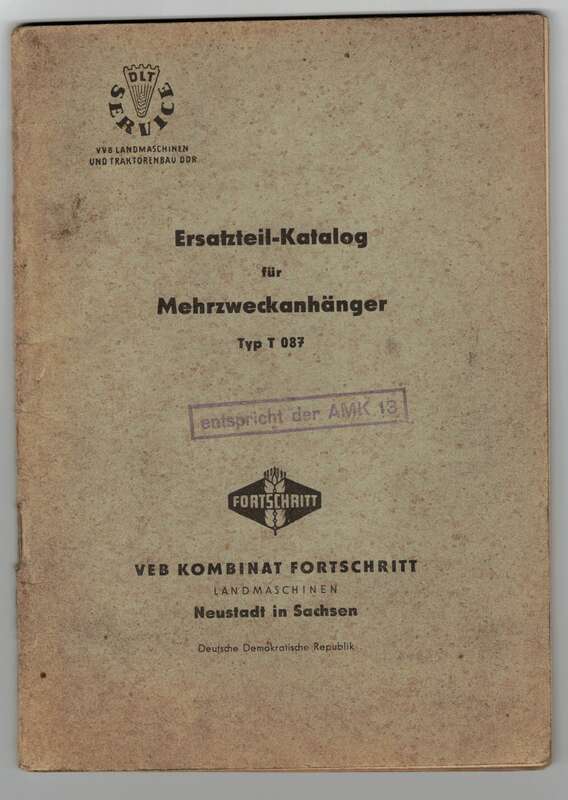 DLT
SERVICE
VVB LANDMASCHINEN
UND TRAKTORENBAU DDR
Ersatzteil-Katalog
für
Mehrzweckanhänger
Typ T 087
entspricht der AMK 13
FORTSCHRITT
VEB KOMBINAT FORTSCHRITT
LANDMASCHINEN
Neustadt in Sachsen
Deutsche Demokratische Republik